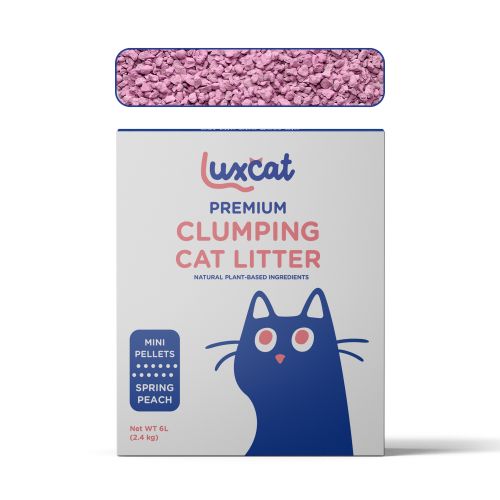 Luxcat
PREMIUM
CLUMPING
CAT LITTER
NATURAL PLANT-BASED INGREDIENTS
MINI
PELLETS
SPRING
PEACH
Net WT 6L
(2.4 kg)